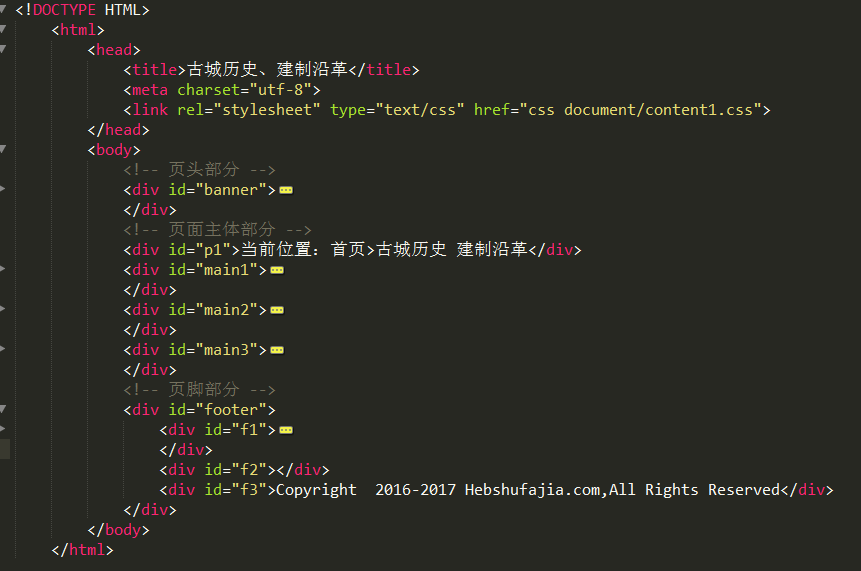 <!DOCTYPE HTML>
<html>
<head>
<title>古城历史、建制沿革</title>
<meta charset="utf-8">
<link rel="stylesheet" type="text/css" href="css document/content1.css">
</head>
<body>
<!-- 页头部分 -->
<div id="banner">
</div>
<!-- 页面主体部分 -->
<div id="p1">当前位置：首页>古城历史 建制沿革</div>
<div id="main1">
</div>
<div id="main2">
</div>
<div id="main3">
</div>
<!-- 页脚部分 -->
<div id="footer">
<div id="f1">
</div>
<div id="f2"></div>
<div id="f3">Copyright  2016-2017 Hebshufajia.com,All Rights Reserved</div>
</div>
</body>
</html>